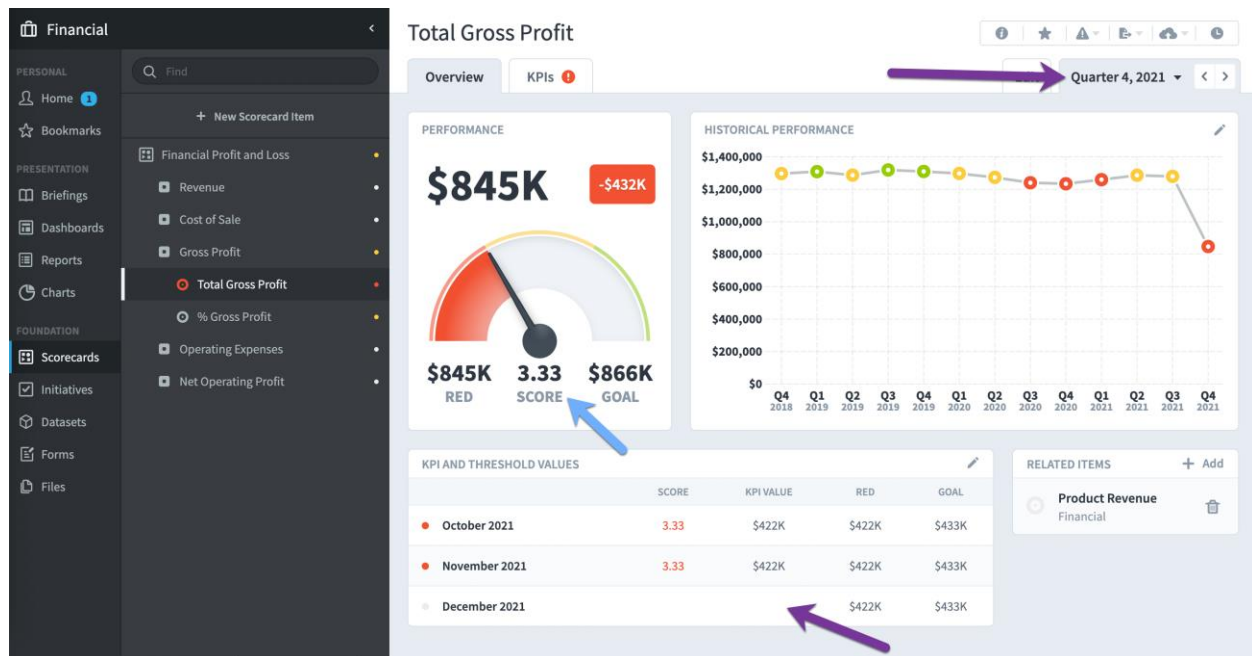 Financial
PERSONAL
Home 1
Bookmarks
PRESENTATION
Briefings
Dashboards
Reports
Charts
FOUNDATION
Scorecards
Initiatives
Datasets
Forms
Files
Find
+ New Scorecard Item
Financial Profit and Loss
Revenue
Cost of Sale
Gross Profit
Total Gross Profit
% Gross Profit
Operating Expenses
Net Operating Profit
Total Gross Profit
Overview
KPIs
Quarter 4, 2021
PERFORMANCE
$845K
-$432K
$845K 3.33 $866K
RED SCORE GOAL
HISTORICAL PERFORMANCE
$1,400,000
$1,200,000
$1,000,000
$800,000
$600,000
$400,000
$200,000
$0
Q4 Q1 Q2 Q3 Q4 Q1 Q2 Q3 Q4 Q1 Q2 Q3 Q4
2018 2019 2019 2019 2019 2020 2020 2020 2020 2021 2021 2021 2021
KPI AND THRESHOLD VALUES
SCORE KPI VALUE RED GOAL
October 2021 3.33 $422K $422K $433K
November 2021 3.33 $422K $422K $433K
December 2021 $422K $433K
RELATED ITEMS
+ Add
Product Revenue
Financial